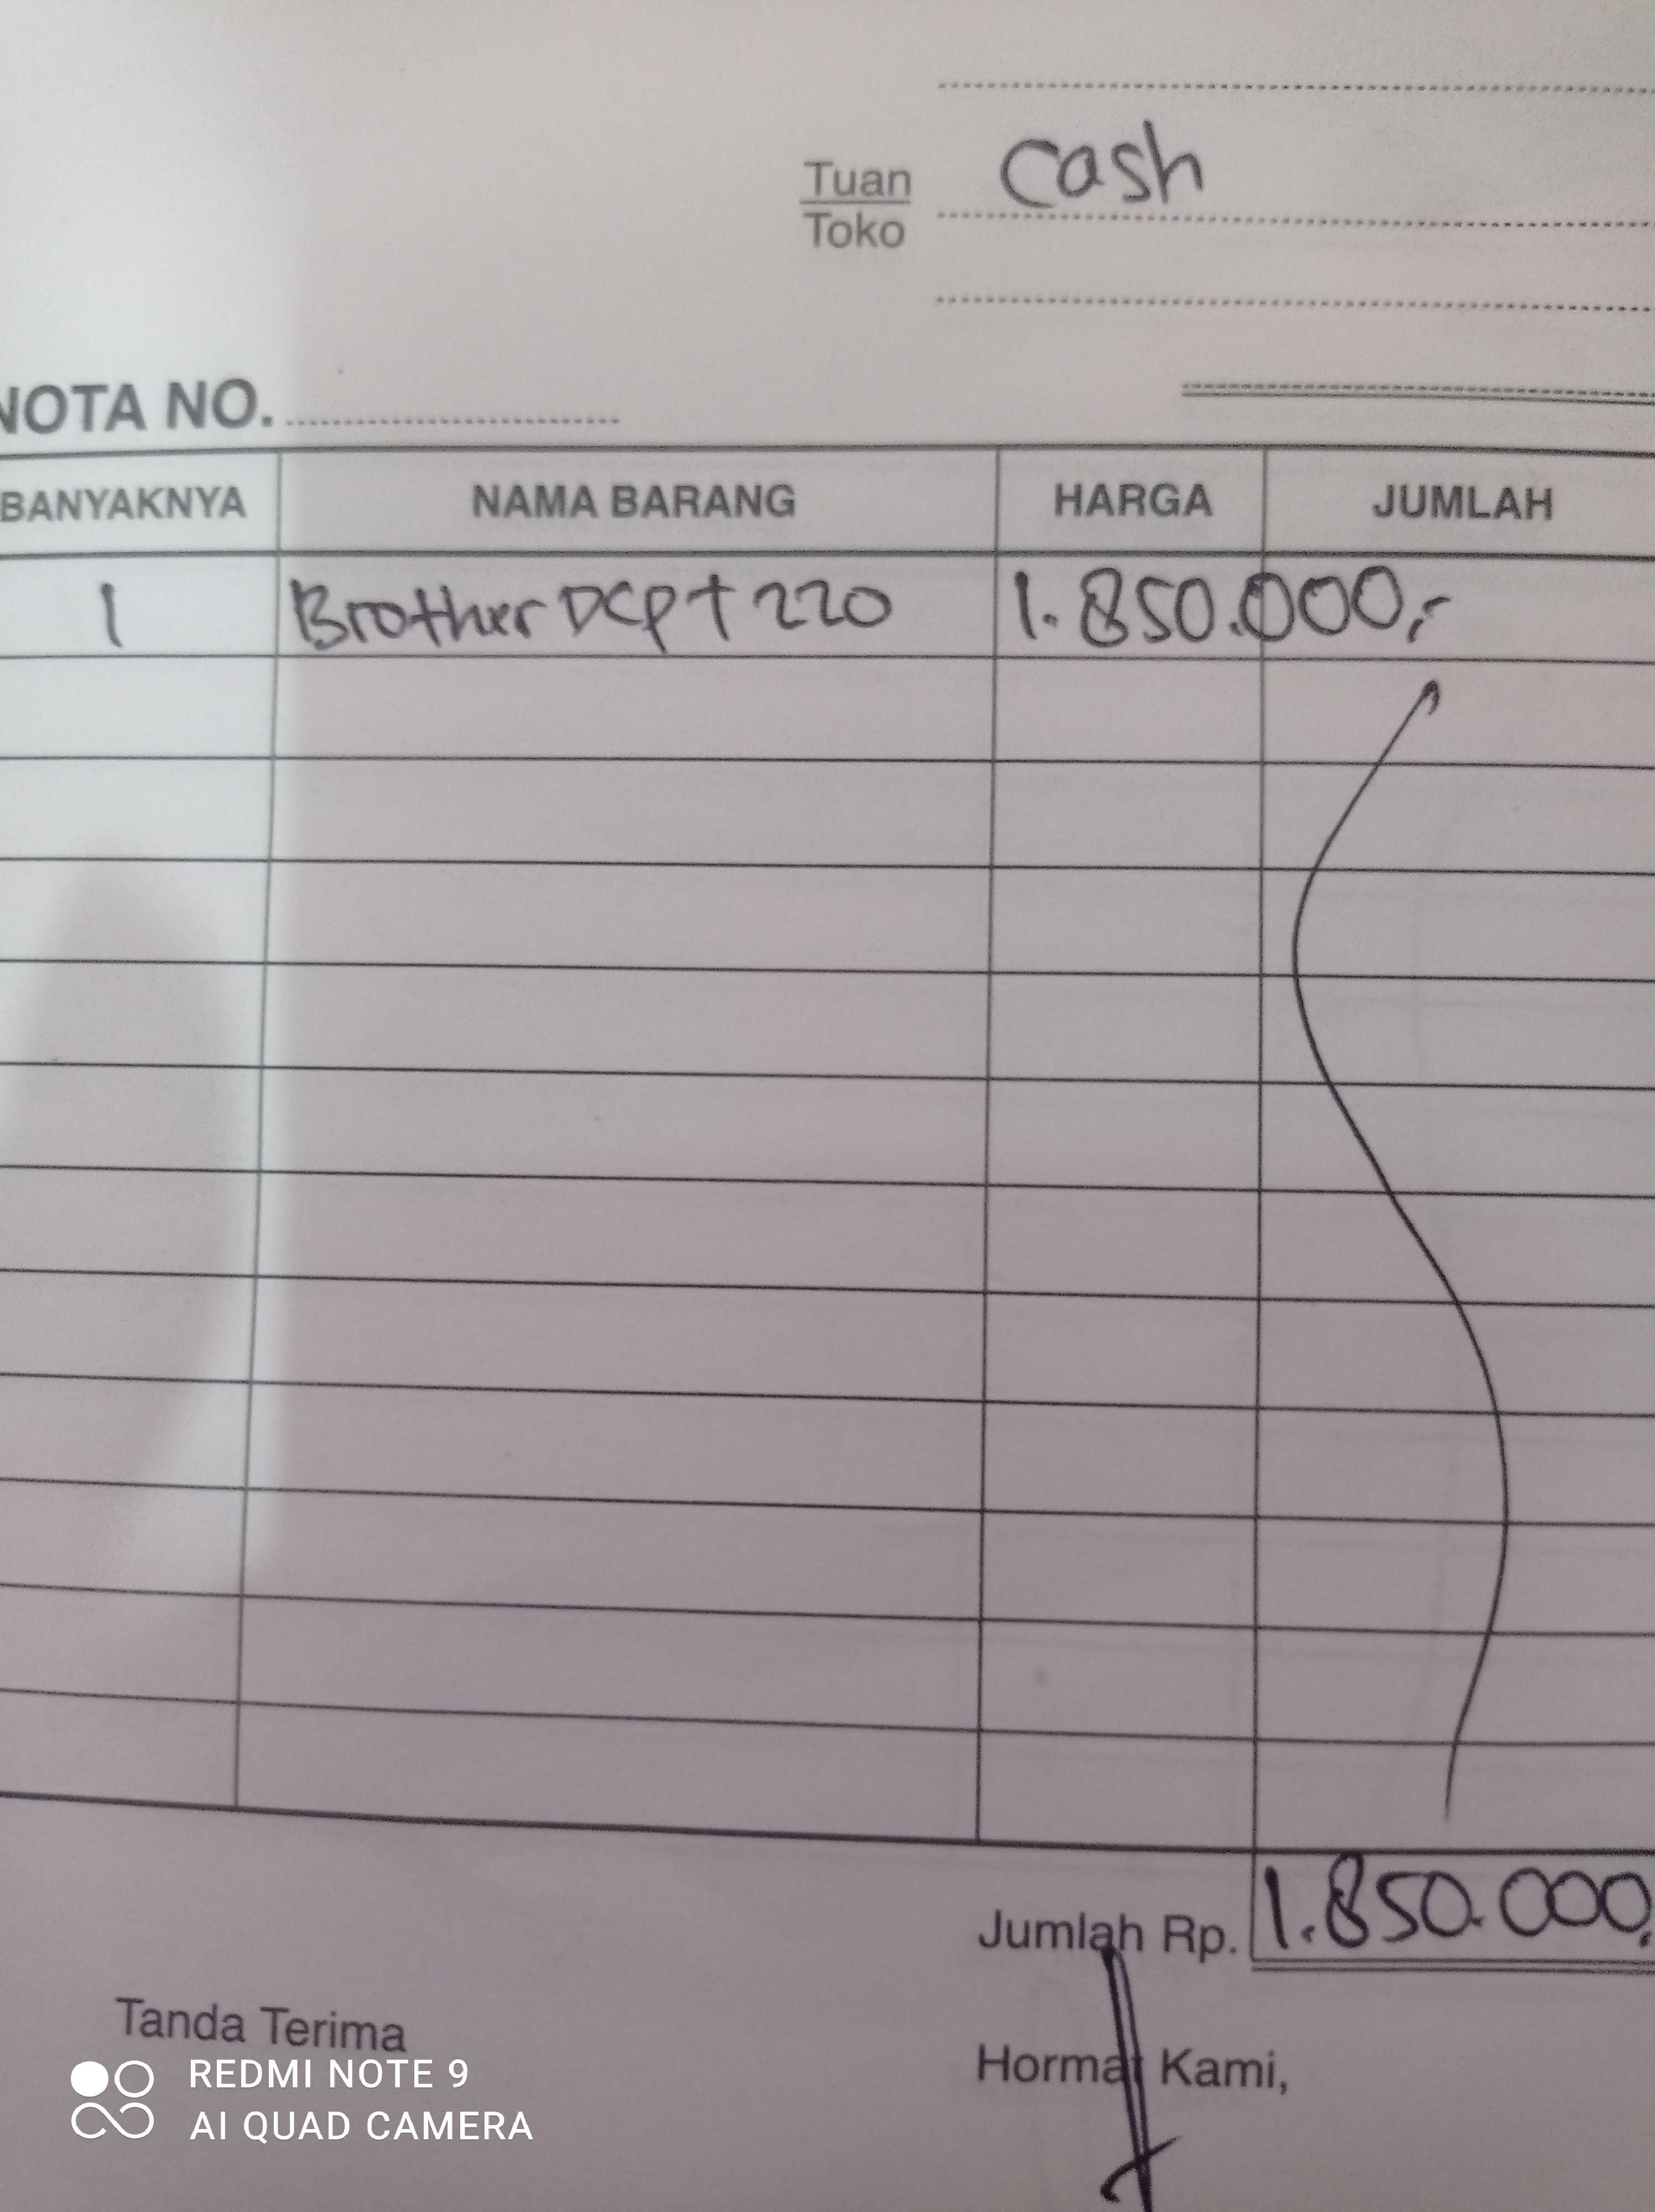 Cash
Tuan
Toko
NOTA NO.
BANYAKNYA NAMA BARANG HARGA JUMLAH
1 Brother DCP T 220 1.850.000,-
Jumlah Rp. 1.850.000,
Tanda Terima
Hormat Kami,
REDMI NOTE 9
AI QUAD CAMERA